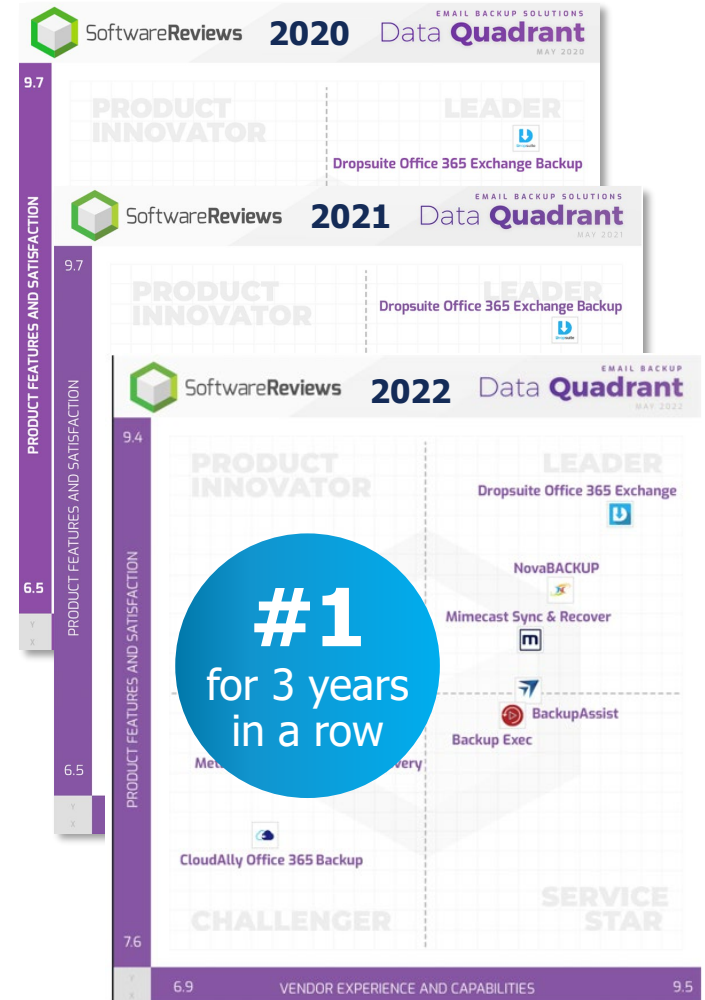 SoftwareReviews
2020
EMAIL BACKUP SOLUTIONS
Data Quadrant
MAY 2020
9.7
PRODUCT
INNOVATOR
LEADER
Dropsuite Office 365 Exchange Backup
PRODUCT FEATURES AND SATISFACTION
6.5
Y
X
SoftwareReviews
2021
EMAIL BACKUP SOLUTIONS
Data Quadrant
MAY 2021
9.7
PRODUCT
INNOVATOR
LEADER
Dropsuite Office 365 Exchange Backup
PRODUCT FEATURES AND SATISFACTION
6.5
Y
X
SoftwareReviews
2022
EMAIL BACKUP
Data Quadrant
MAY 2022
9.4
PRODUCT
INNOVATOR
LEADER
Dropsuite Office 365 Exchange
NovaBACKUP
Mimecast Sync & Recover
m
PRODUCT FEATURES AND SATISFACTION
#1
for 3 years
in a row
BackupAssist
Backup Exec
CloudAlly Office 365 Backup
CHALLENGER
SERVICE
STAR
7.6
Y
X
6.9
VENDOR EXPERIENCE AND CAPABILITIES
9.5